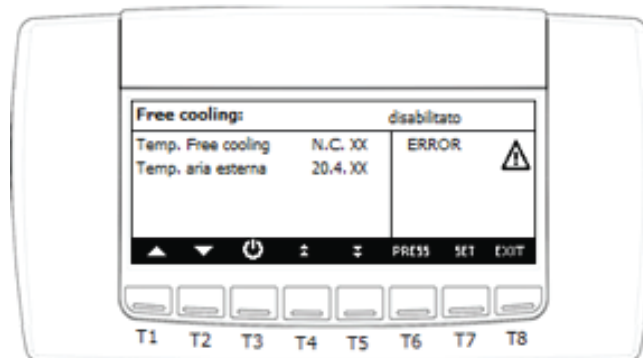 Free cooling: disabilitato
Temp. Free cooling N.C. XX ERROR
Temp. aria esterna 20.4. XX
PRESS SET EXIT
T1 T2 T3 T4 T5 T6 T7 T8